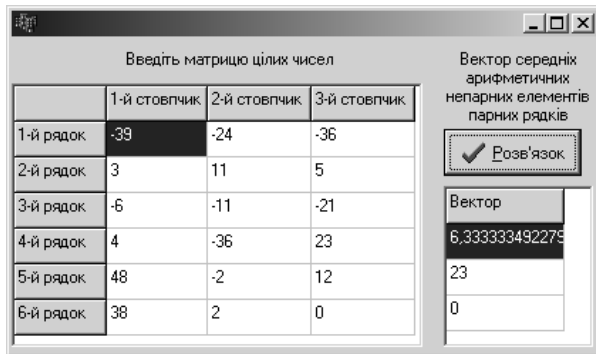 Введіть матрицю цілих чисел
1-й стовпчик 2-й стовпчик 3-й стовпчик
1-й рядок -39 -24 -36
2-й рядок 3 11 5
3-й рядок -6 -11 -21
4-й рядок 4 -36 23
5-й рядок 48 -2 12
6-й рядок 38 2 0
Вектор середніх
арифметичних
непарних елементів
парних рядків
Розв'язок
Вектор
6,333333492279
23
0